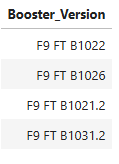 Booster_Version
F9 FT B1022
F9 FT B1026
F9 FT B1021.2
F9 FT B1031.2